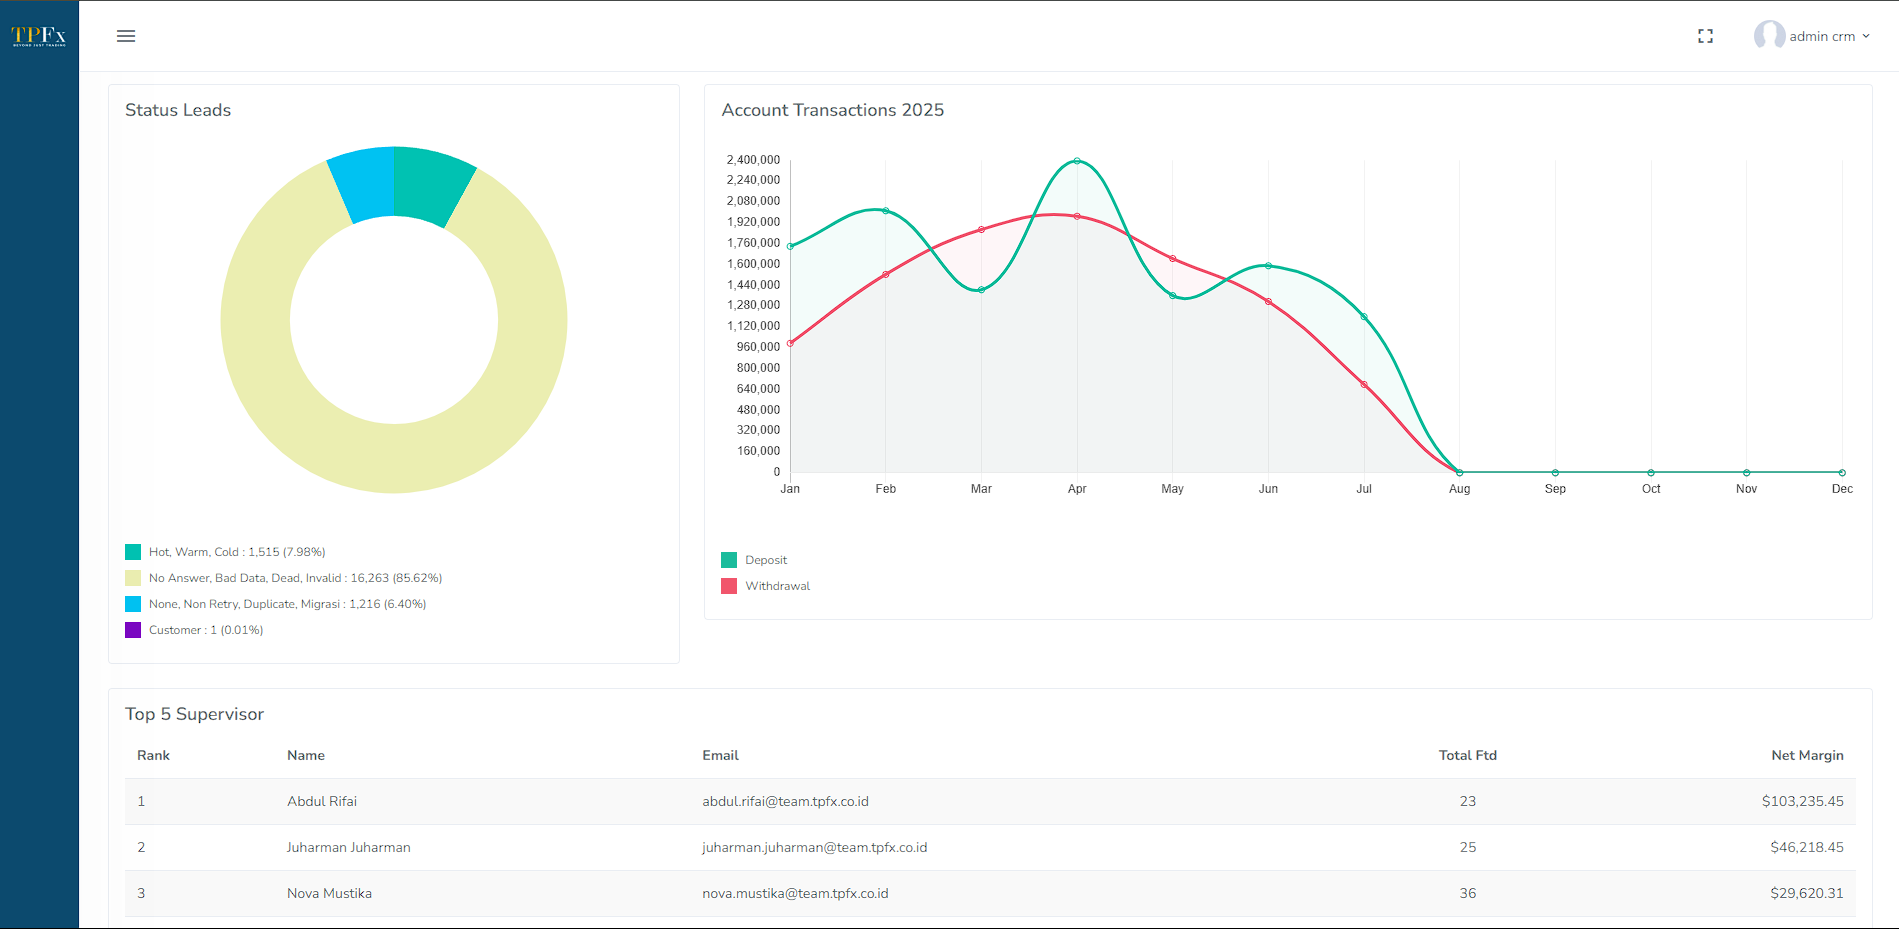 TPFx
BEYOND JUST TRADING
admin crm
Status Leads
Hot, Warm, Cold : 1,515 (7.98%)
No Answer, Bad Data, Dead, Invalid : 16,263 (85.62%)
None, Non Retry, Duplicate, Migrasi : 1,216 (6.40%)
Customer : 1 (0.01%)
Account Transactions 2025
2,400,000
2,240,000
2,080,000
1,920,000
1,760,000
1,600,000
1,440,000
1,280,000
1,120,000
960,000
800,000
640,000
480,000
320,000
160,000
0
Jan Feb Mar Apr May Jun Jul Aug Sep Oct Nov Dec
Deposit
Withdrawal
Top 5 Supervisor
Rank Name Email Total Ftd Net Margin
1 Abdul Rifai abdul.rifai@team.tpfx.co.id 23 $103,235.45
2 Juharman Juharman juharman.juharman@team.tpfx.co.id 25 $46,218.45
3 Nova Mustika nova.mustika@team.tpfx.co.id 36 $29,620.31